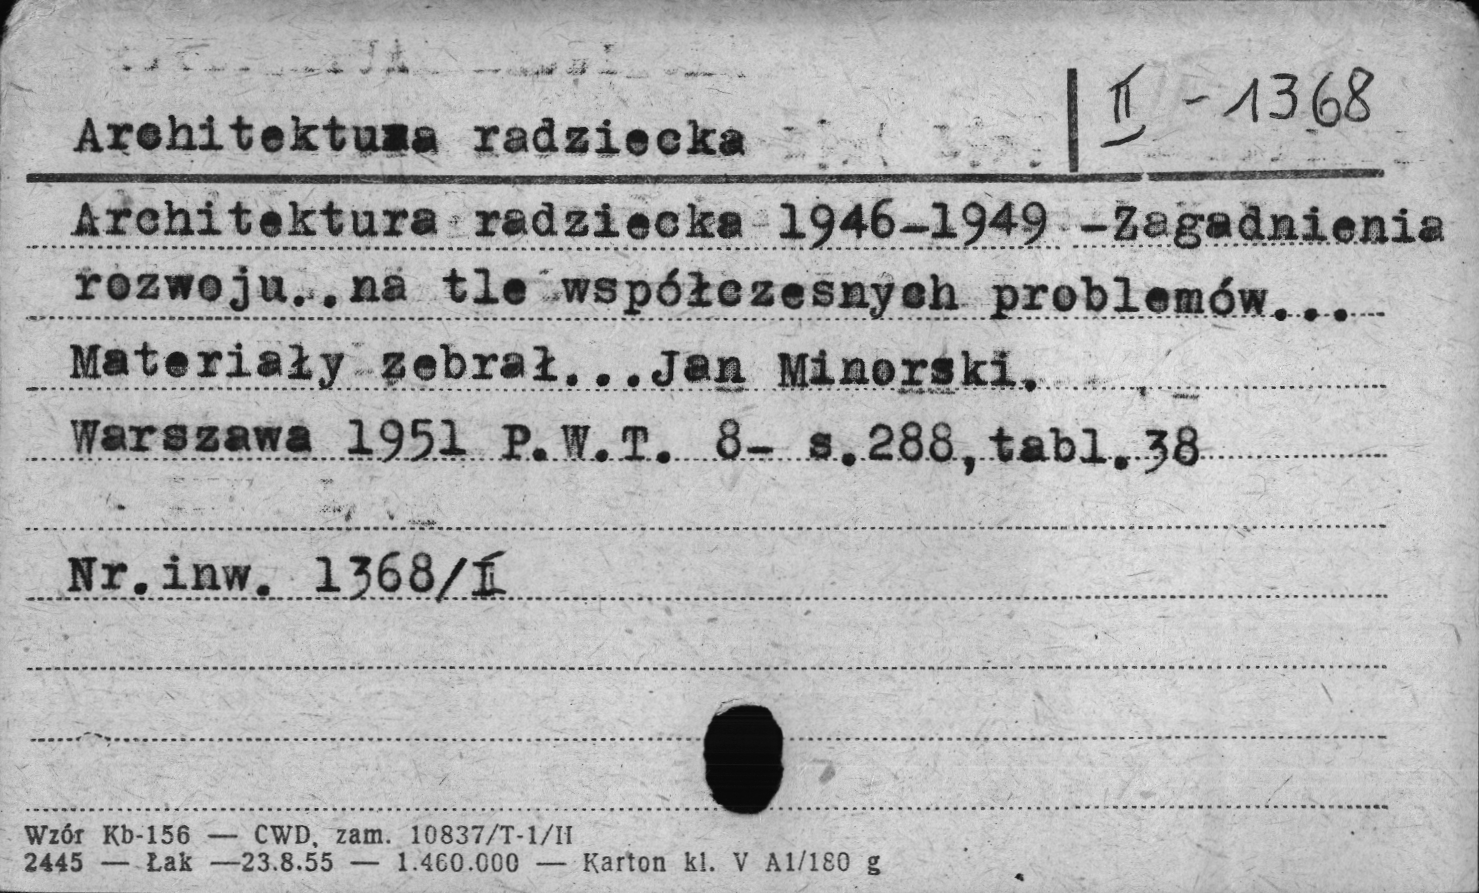 II - 1368
Architektura radziecka
Architektura radziecka 1946-1949 -Zagadnienia
rozwoju...na tle współczesnych problemów...
Materiały zebrał...Jan Minorski.
Warszawa 1951 P.W.T. 8- s.288,tabl.38
Nr.inw. 1368/II
Wzór Kb-156 — CWD, zam. 10837/T-1/II
2445 — Łak —23.8.55 — 1.460.000 — Karton kl. V A1/180 g